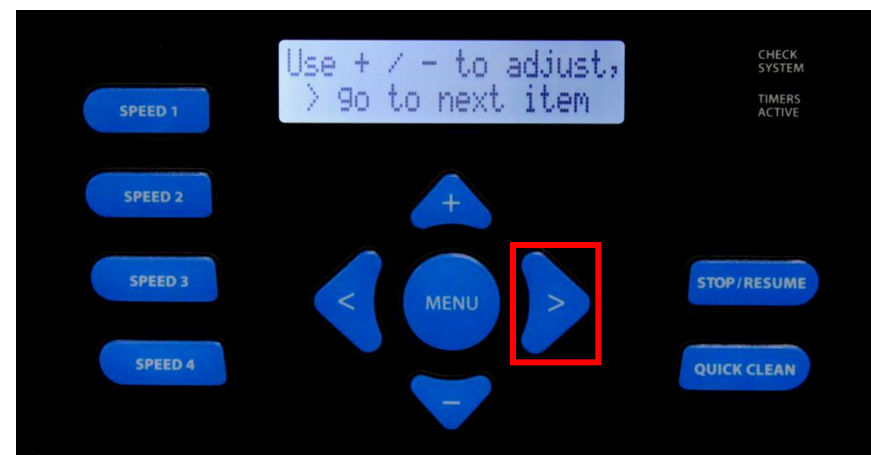 Use + / - to adjust,
> go to next item
CHECK
SYSTEM
TIMERS
ACTIVE
SPEED 1
SPEED 2
SPEED 3
SPEED 4
+
<
MENU
>
-
STOP/RESUME
QUICK CLEAN